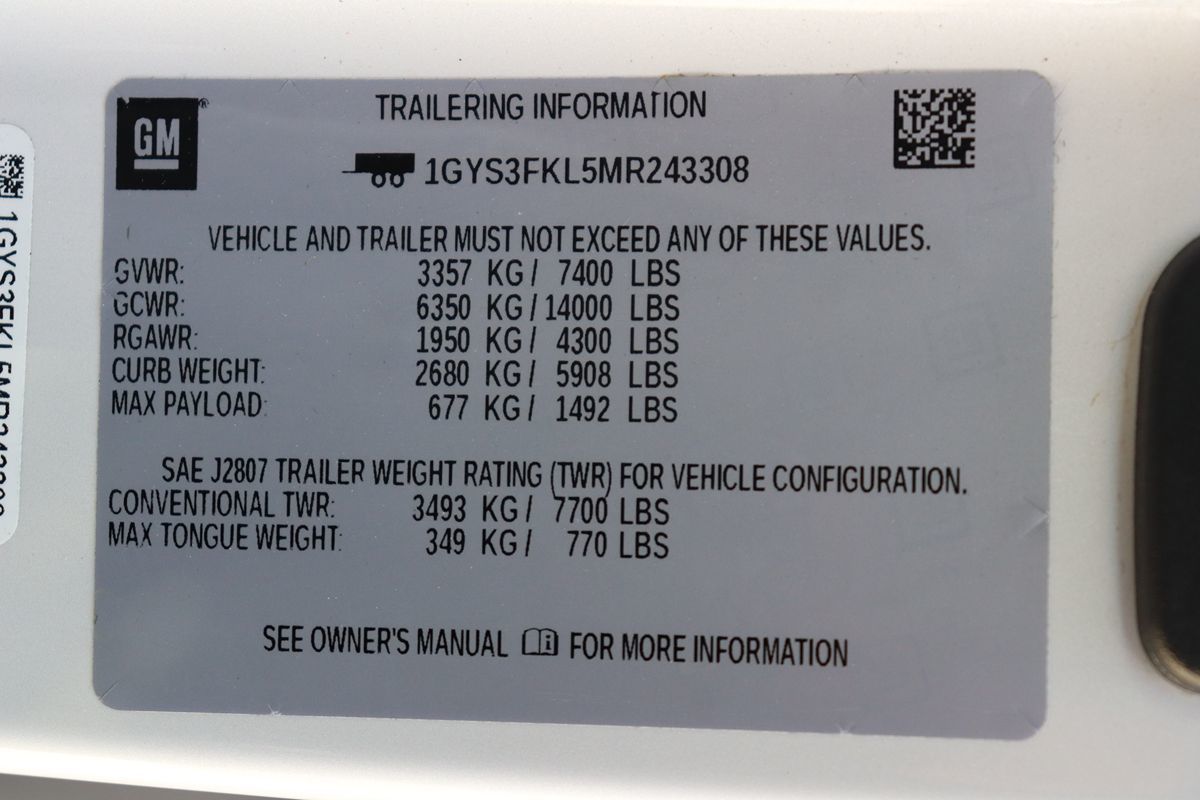 GM®
TRAILERING INFORMATION
1GYS3FKL5MR243308
VEHICLE AND TRAILER MUST NOT EXCEED ANY OF THESE VALUES.
GVWR: 3357 KG/ 7400 LBS
GCWR: 6350 KG/14000 LBS
RGAWR: 1950 KG/ 4300 LBS
CURB WEIGHT: 2680 KG/ 5908 LBS
MAX PAYLOAD: 677 KG/ 1492 LBS
SAE J2807 TRAILER WEIGHT RATING (TWR) FOR VEHICLE CONFIGURATION.
CONVENTIONAL TWR: 3493 KG/ 7700 LBS
MAX TONGUE WEIGHT: 349 KG/ 770 LBS
SEE OWNER'S MANUAL i FOR MORE INFORMATION